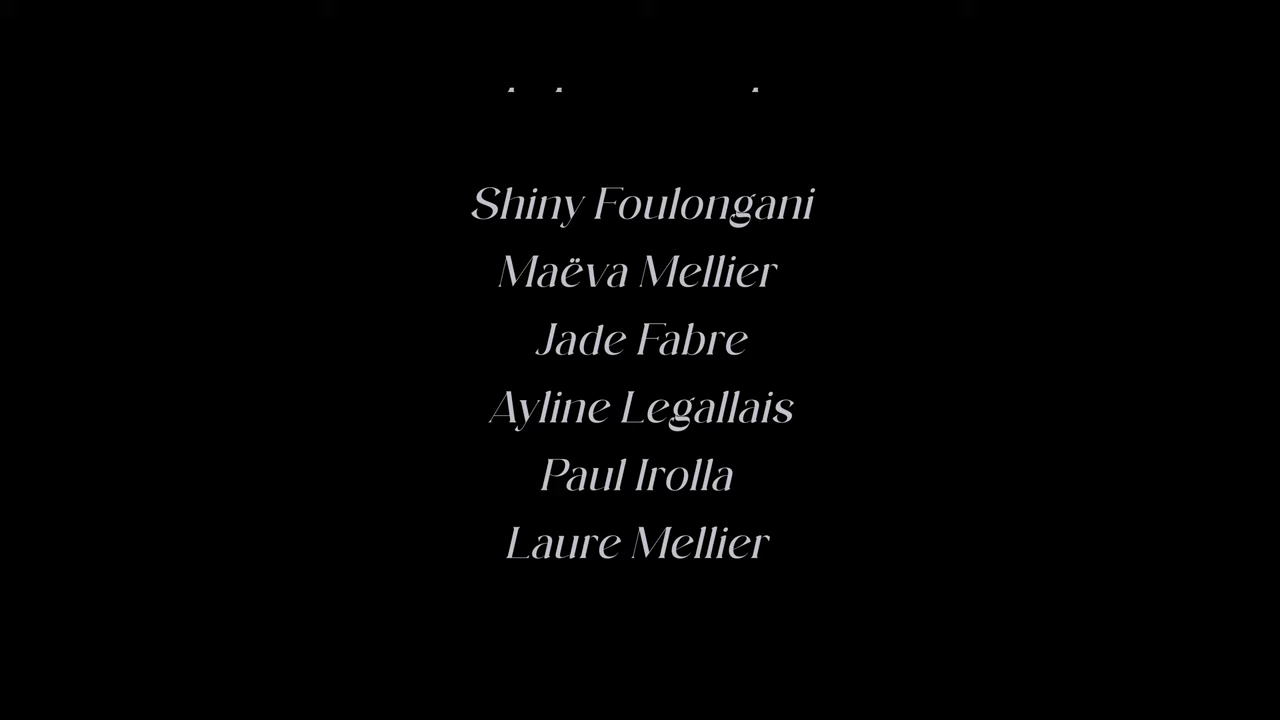 Shiny Foulongani
Maëva Mellier
Jade Fabre
Ayline Legallais
Paul Irolla
Laure Mellier